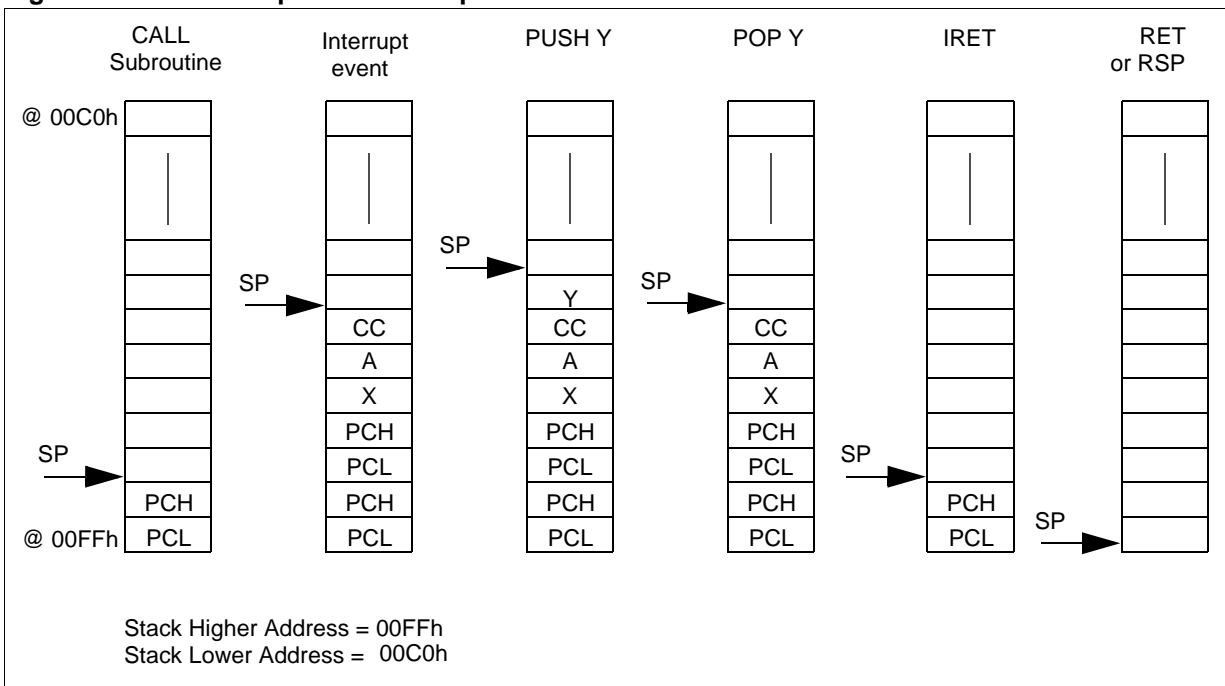 CALL
Subroutine
Interrupt
event
PUSH Y
POP Y
IRET
RET
or RSP
@ 00C0h
SP
SP
SP
Y
CC
CC
CC
A
A
A
X
X
X
PCH
PCH
PCH
SP
SP
PCL
PCL
PCL
PCH
PCH
PCH
PCH
PCH
SP
@ 00FFh
PCL
PCL
PCL
PCL
PCL
Stack Higher Address = 00FFh
Stack Lower Address = 00C0h